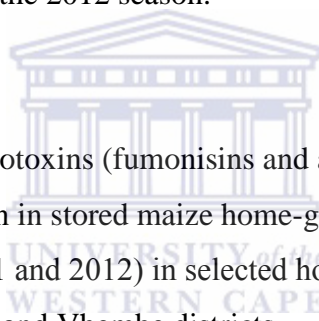 the 2012 season.
otoxins (fumonisins and a
n in stored maize home-g
UNIVERSITY of the
1 and 2012) in selected ho
WESTERN CAPE
and Vhembe districts